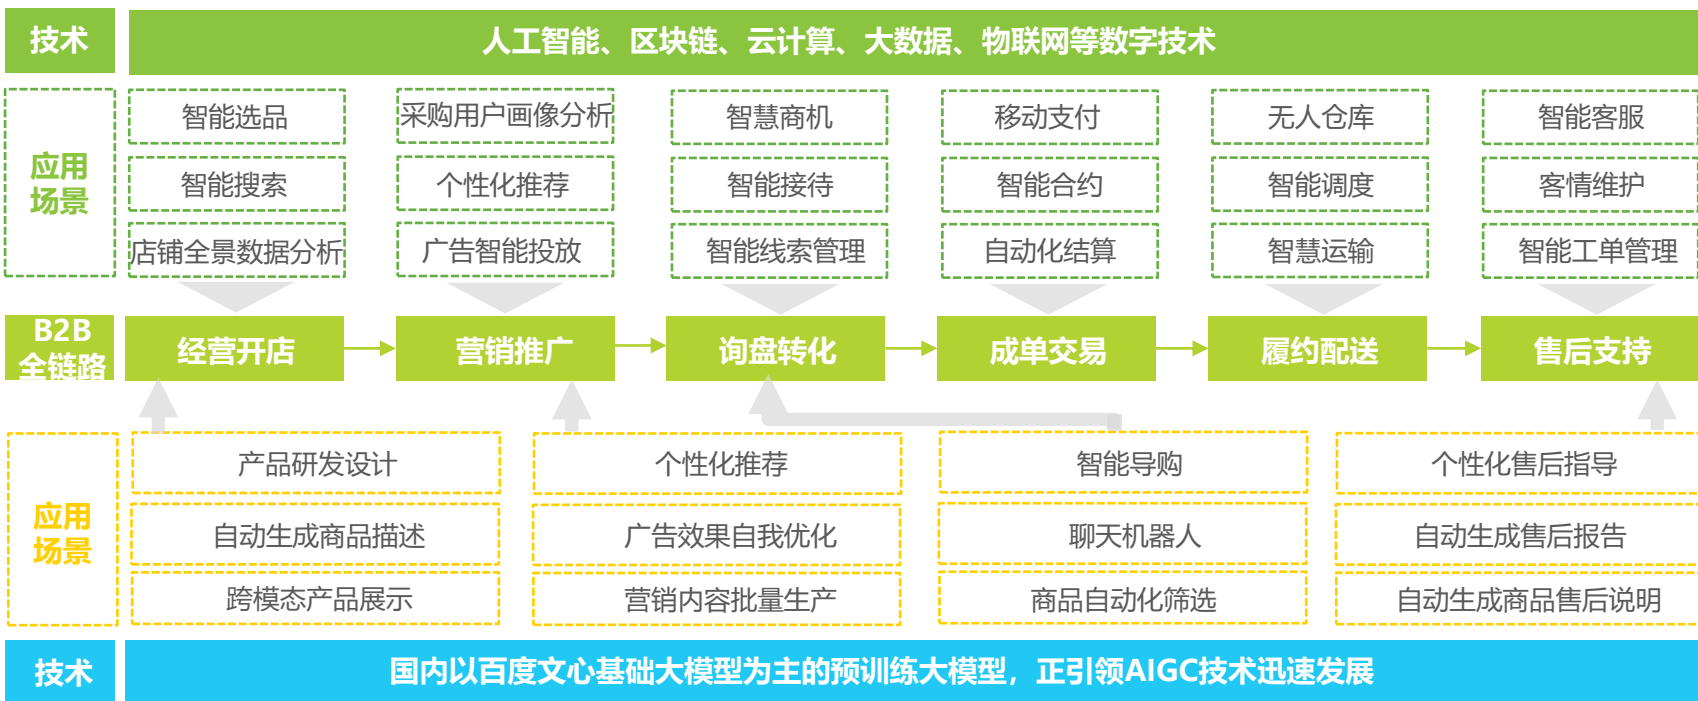 技术
人工智能、区块链、云计算、大数据、物联网等数字技术
应用
场景
智能选品
采购用户画像分析
智慧商机
移动支付
无人仓库
智能客服
智能搜索
个性化推荐
智能接待
智能合约
智能调度
客情维护
店铺全景数据分析
广告智能投放
智能线索管理
自动化结算
智慧运输
智能工单管理
B2B
全链路
经营开店
营销推广
询盘转化
成单交易
履约配送
售后支持
应用
场景
产品研发设计
个性化推荐
智能导购
个性化售后指导
自动生成商品描述
广告效果自我优化
聊天机器人
自动生成售后报告
跨模态产品展示
营销内容批量生产
商品自动化筛选
自动生成商品售后说明
技术
国内以百度文心基础大模型为主的预训练大模型，正引领AIGC技术迅速发展